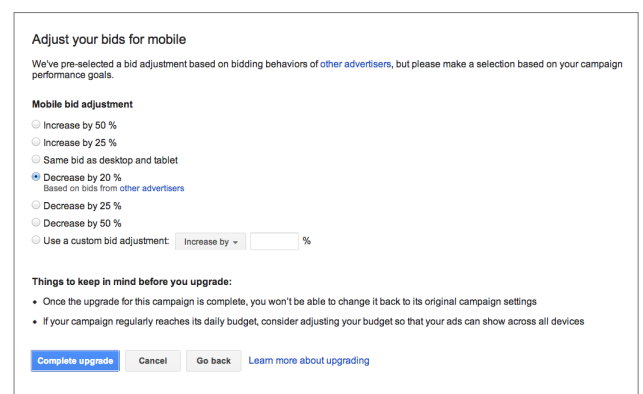 Adjust your bids for mobile
We've pre-selected a bid adjustment based on bidding behaviors of other advertisers, but please make a selection based on your campaign
performance goals.
Mobile bid adjustment
Increase by 50 %
Increase by 25 %
Same bid as desktop and tablet
Decrease by 20 %
Based on bids from other advertisers
Decrease by 25 %
Decrease by 50 %
Use a custom bid adjustment: Increase by %
Things to keep in mind before you upgrade:
• Once the upgrade for this campaign is complete, you won't be able to change it back to its original campaign settings
• If your campaign regularly reaches its daily budget, consider adjusting your budget so that your ads can show across all devices
Complete upgrade Cancel Go back Learn more about upgrading